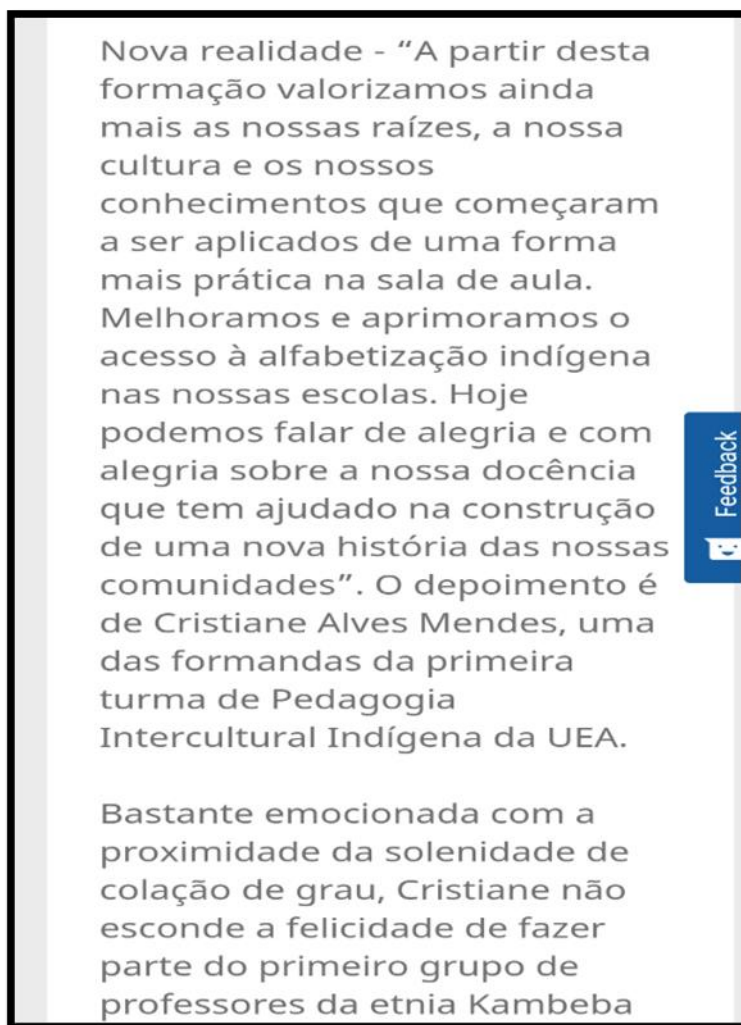 Nova realidade - “A partir desta
formação valorizamos ainda
mais as nossas raízes, a nossa
cultura e os nossos
conhecimentos que começaram
a ser aplicados de uma forma
mais prática na sala de aula.
Melhoramos e aprimoramos o
acesso à alfabetização indígena
nas nossas escolas. Hoje
podemos falar de alegria e com
alegria sobre a nossa docência
que tem ajudado na construção
de uma nova história das nossas
comunidades”. O depoimento é
de Cristiane Alves Mendes, uma
das formandas da primeira
turma de Pedagogia
Intercultural Indígena da UEA.
Bastante emocionada com a
proximidade da solenidade de
colação de grau, Cristiane não
esconde a felicidade de fazer
parte do primeiro grupo de
professores da etnia Kambeba
Feedback